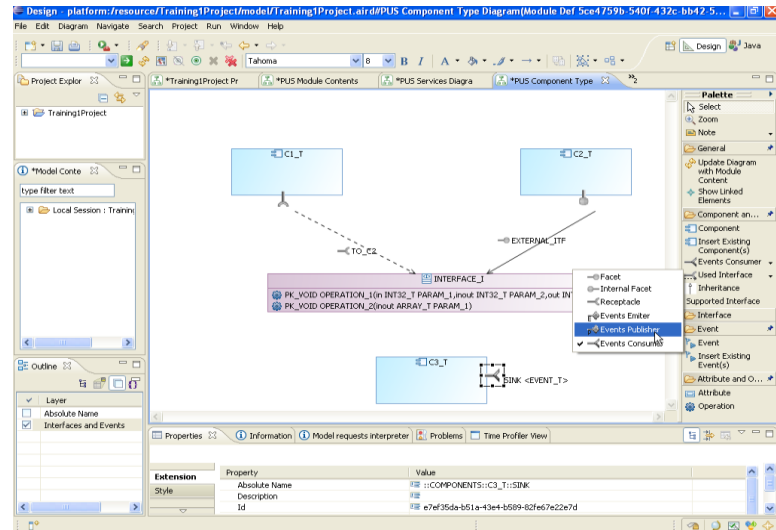 Design - platform:/resource/Training1Project/model/Training1Project.aird#PUS Component Type Diagram(Module Def 5ce4759b-540f-432c-bb42-5...
File Edit Diagram Navigate Search Project Run Window Help
Design Java
Tahoma 8 B I A
Project Explor
*Training1Project Pr
*PUS Module Contents
*PUS Services Diagra
*PUS Component Type
»2
Training1Project
*Model Conte
type filter text
Local Session : Training
Outline
Layer
Absolute Name
Interfaces and Events
C1_T
C2_T
TO_C2
EXTERNAL_ITF
INTERFACE_I
PK_VOID OPERATION_1(in INT32_T PARAM_1,inout INT32_T PARAM_2,out INT
PK_VOID OPERATION_2(inout ARRAY_T PARAM_1)
C3_T
SINK <EVENT_T>
Facet
Internal Facet
Receptacle
Events Emiter
Events Publisher
Events Consume
Palette
Select
Zoom
Note
General
Update Diagram
with Module
Content
Show Linked
Elements
Component an...
Component
Insert Existing
Component(s)
Events Consumer
Used Interface
Inheritance
Supported Interface
Interface
Event
Event
Insert Existing
Event(s)
Attribute and O...
Attribute
Operation
Properties
Information
Model requests interpreter
Problems
Time Profiler View
Extension
Style
Property Value
Absolute Name ::COMPONENTS::C3_T::SINK
Description
Id e7ef35da-b51a-43e4-b589-82fe67e22e7d